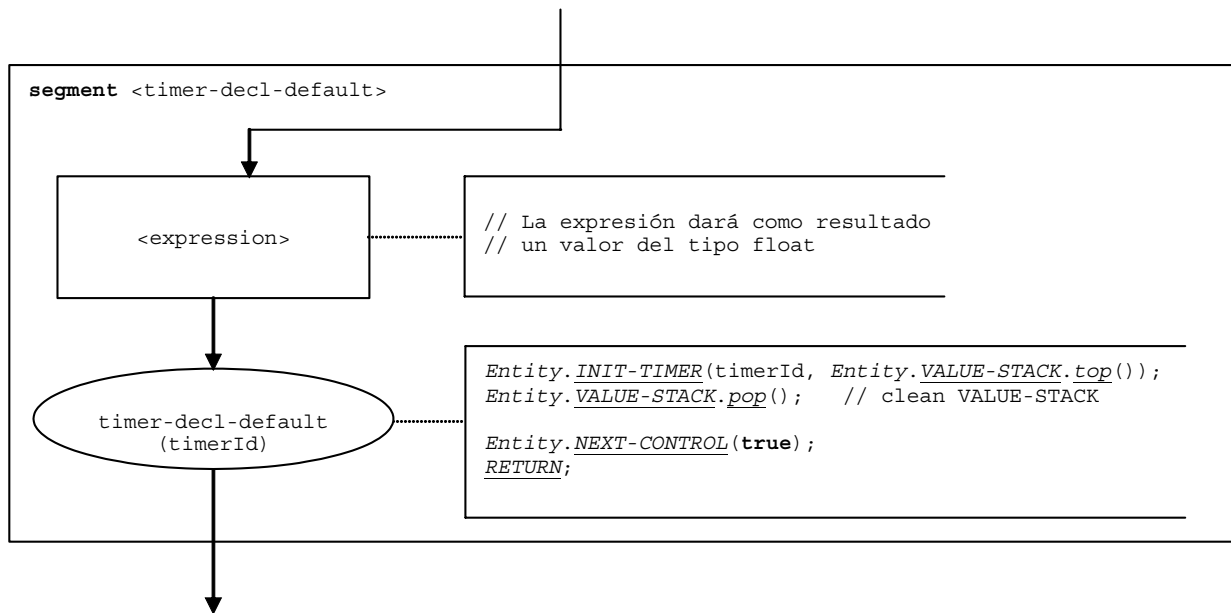 segment <timer-decl-default>
<expression>
// La expresión dará como resultado
// un valor del tipo float
timer-decl-default
(timerId)
Entity.INIT-TIMER(timerId, Entity.VALUE-STACK.top());
Entity.VALUE-STACK.pop();   // clean VALUE-STACK
Entity.NEXT-CONTROL(true);
RETURN;